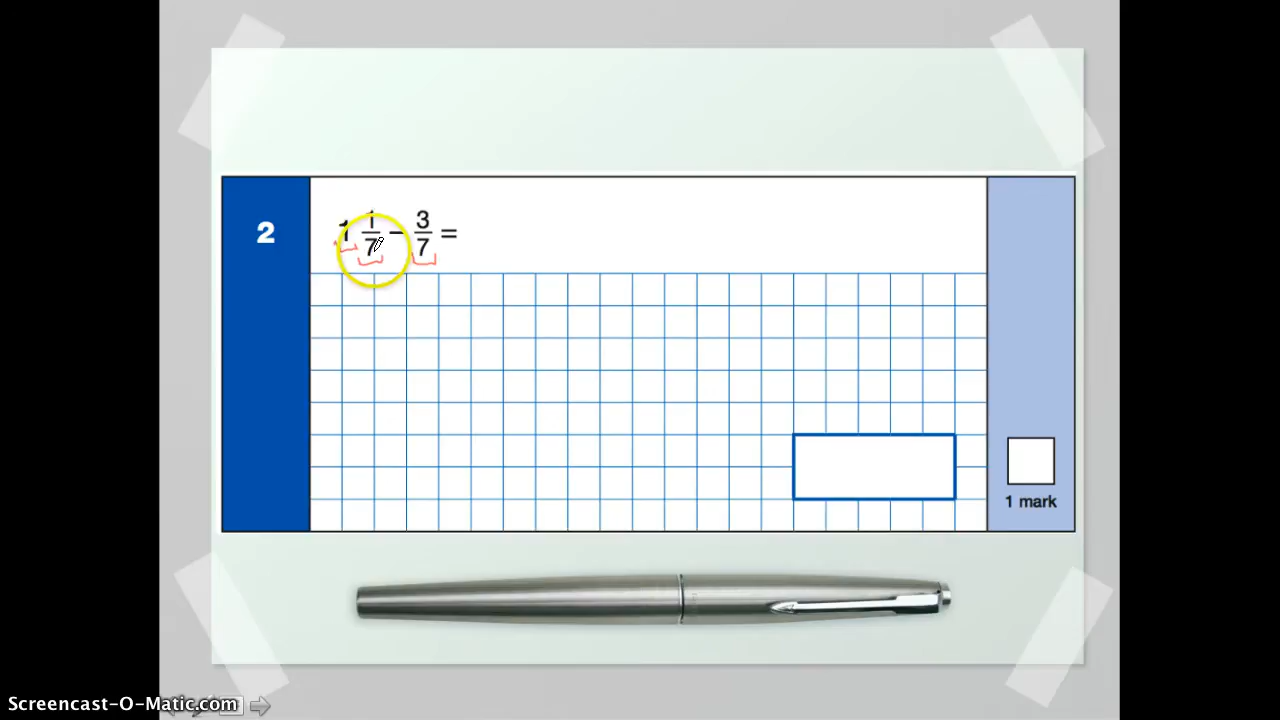 2
1 1/7 − 3/7 =
1 mark
Screencast-O-Matic.com